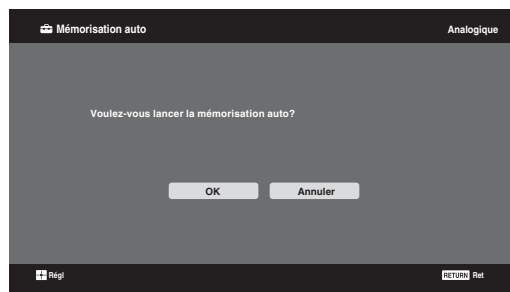 Mémorisation auto Analogique
Voulez-vous lancer la mémorisation auto?
OK Annuler
Régl RETURN Ret